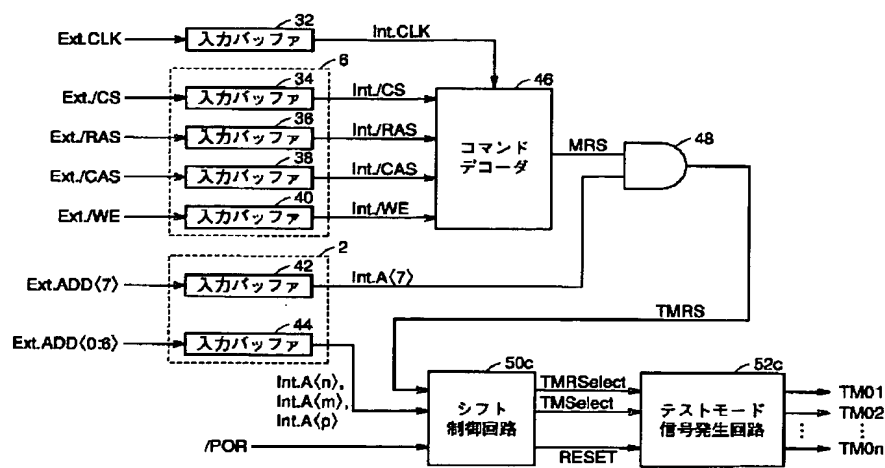 32
Ext.CLK
入力バッファ
Int.CLK
6
34
Ext./CS
入力バッファ
Int./CS
46
36
Ext./RAS
入力バッファ
Int./RAS
コマンド
デコーダ
MRS
48
38
Ext./CAS
入力バッファ
Int./CAS
40
Ext./WE
入力バッファ
Int./WE
2
42
Ext.ADD〈7〉
入力バッファ
Int.A〈7〉
TMRS
44
Ext.ADD〈0:6〉
入力バッファ
Int.A〈n〉,
Int.A〈m〉,
Int.A〈p〉
50c
シフト
制御回路
TMRSelect
TMSelect
52c
テストモード
信号発生回路
TM01
TM02
⋮
⋮
TM0n
/POR
RESET